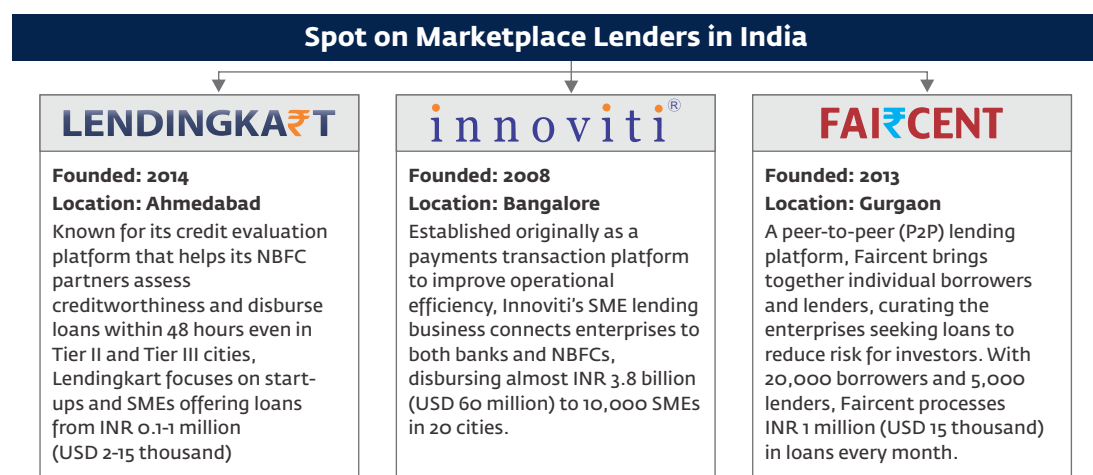 Spot on Marketplace Lenders in India
LENDINGKA₹T
Founded: 2014
Location: Ahmedabad
Known for its credit evaluation
platform that helps its NBFC
partners assess
creditworthiness and disburse
loans within 48 hours even in
Tier II and Tier III cities,
Lendingkart focuses on start-
ups and SMEs offering loans
from INR 0.1-1 million
(USD 2-15 thousand)
innoviti®
Founded: 2008
Location: Bangalore
Established originally as a
payments transaction platform
to improve operational
efficiency, Innoviti's SME lending
business connects enterprises to
both banks and NBFCs,
disbursing almost INR 3.8 billion
(USD 60 million) to 10,000 SMEs
in 20 cities.
FAI₹CENT
Founded: 2013
Location: Gurgaon
A peer-to-peer (P2P) lending
platform, Faircent brings
together individual borrowers
and lenders, curating the
enterprises seeking loans to
reduce risk for investors. With
20,000 borrowers and 5,000
lenders, Faircent processes
INR 1 million (USD 15 thousand)
in loans every month.